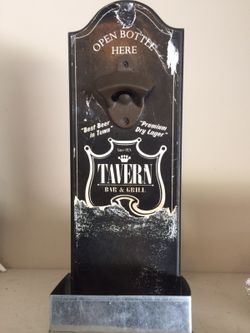 OPEN BOTTLE
HERE
"Best Beer
in Town"
"Premium
Dry Lager"
TAVERN
BAR & GRILL